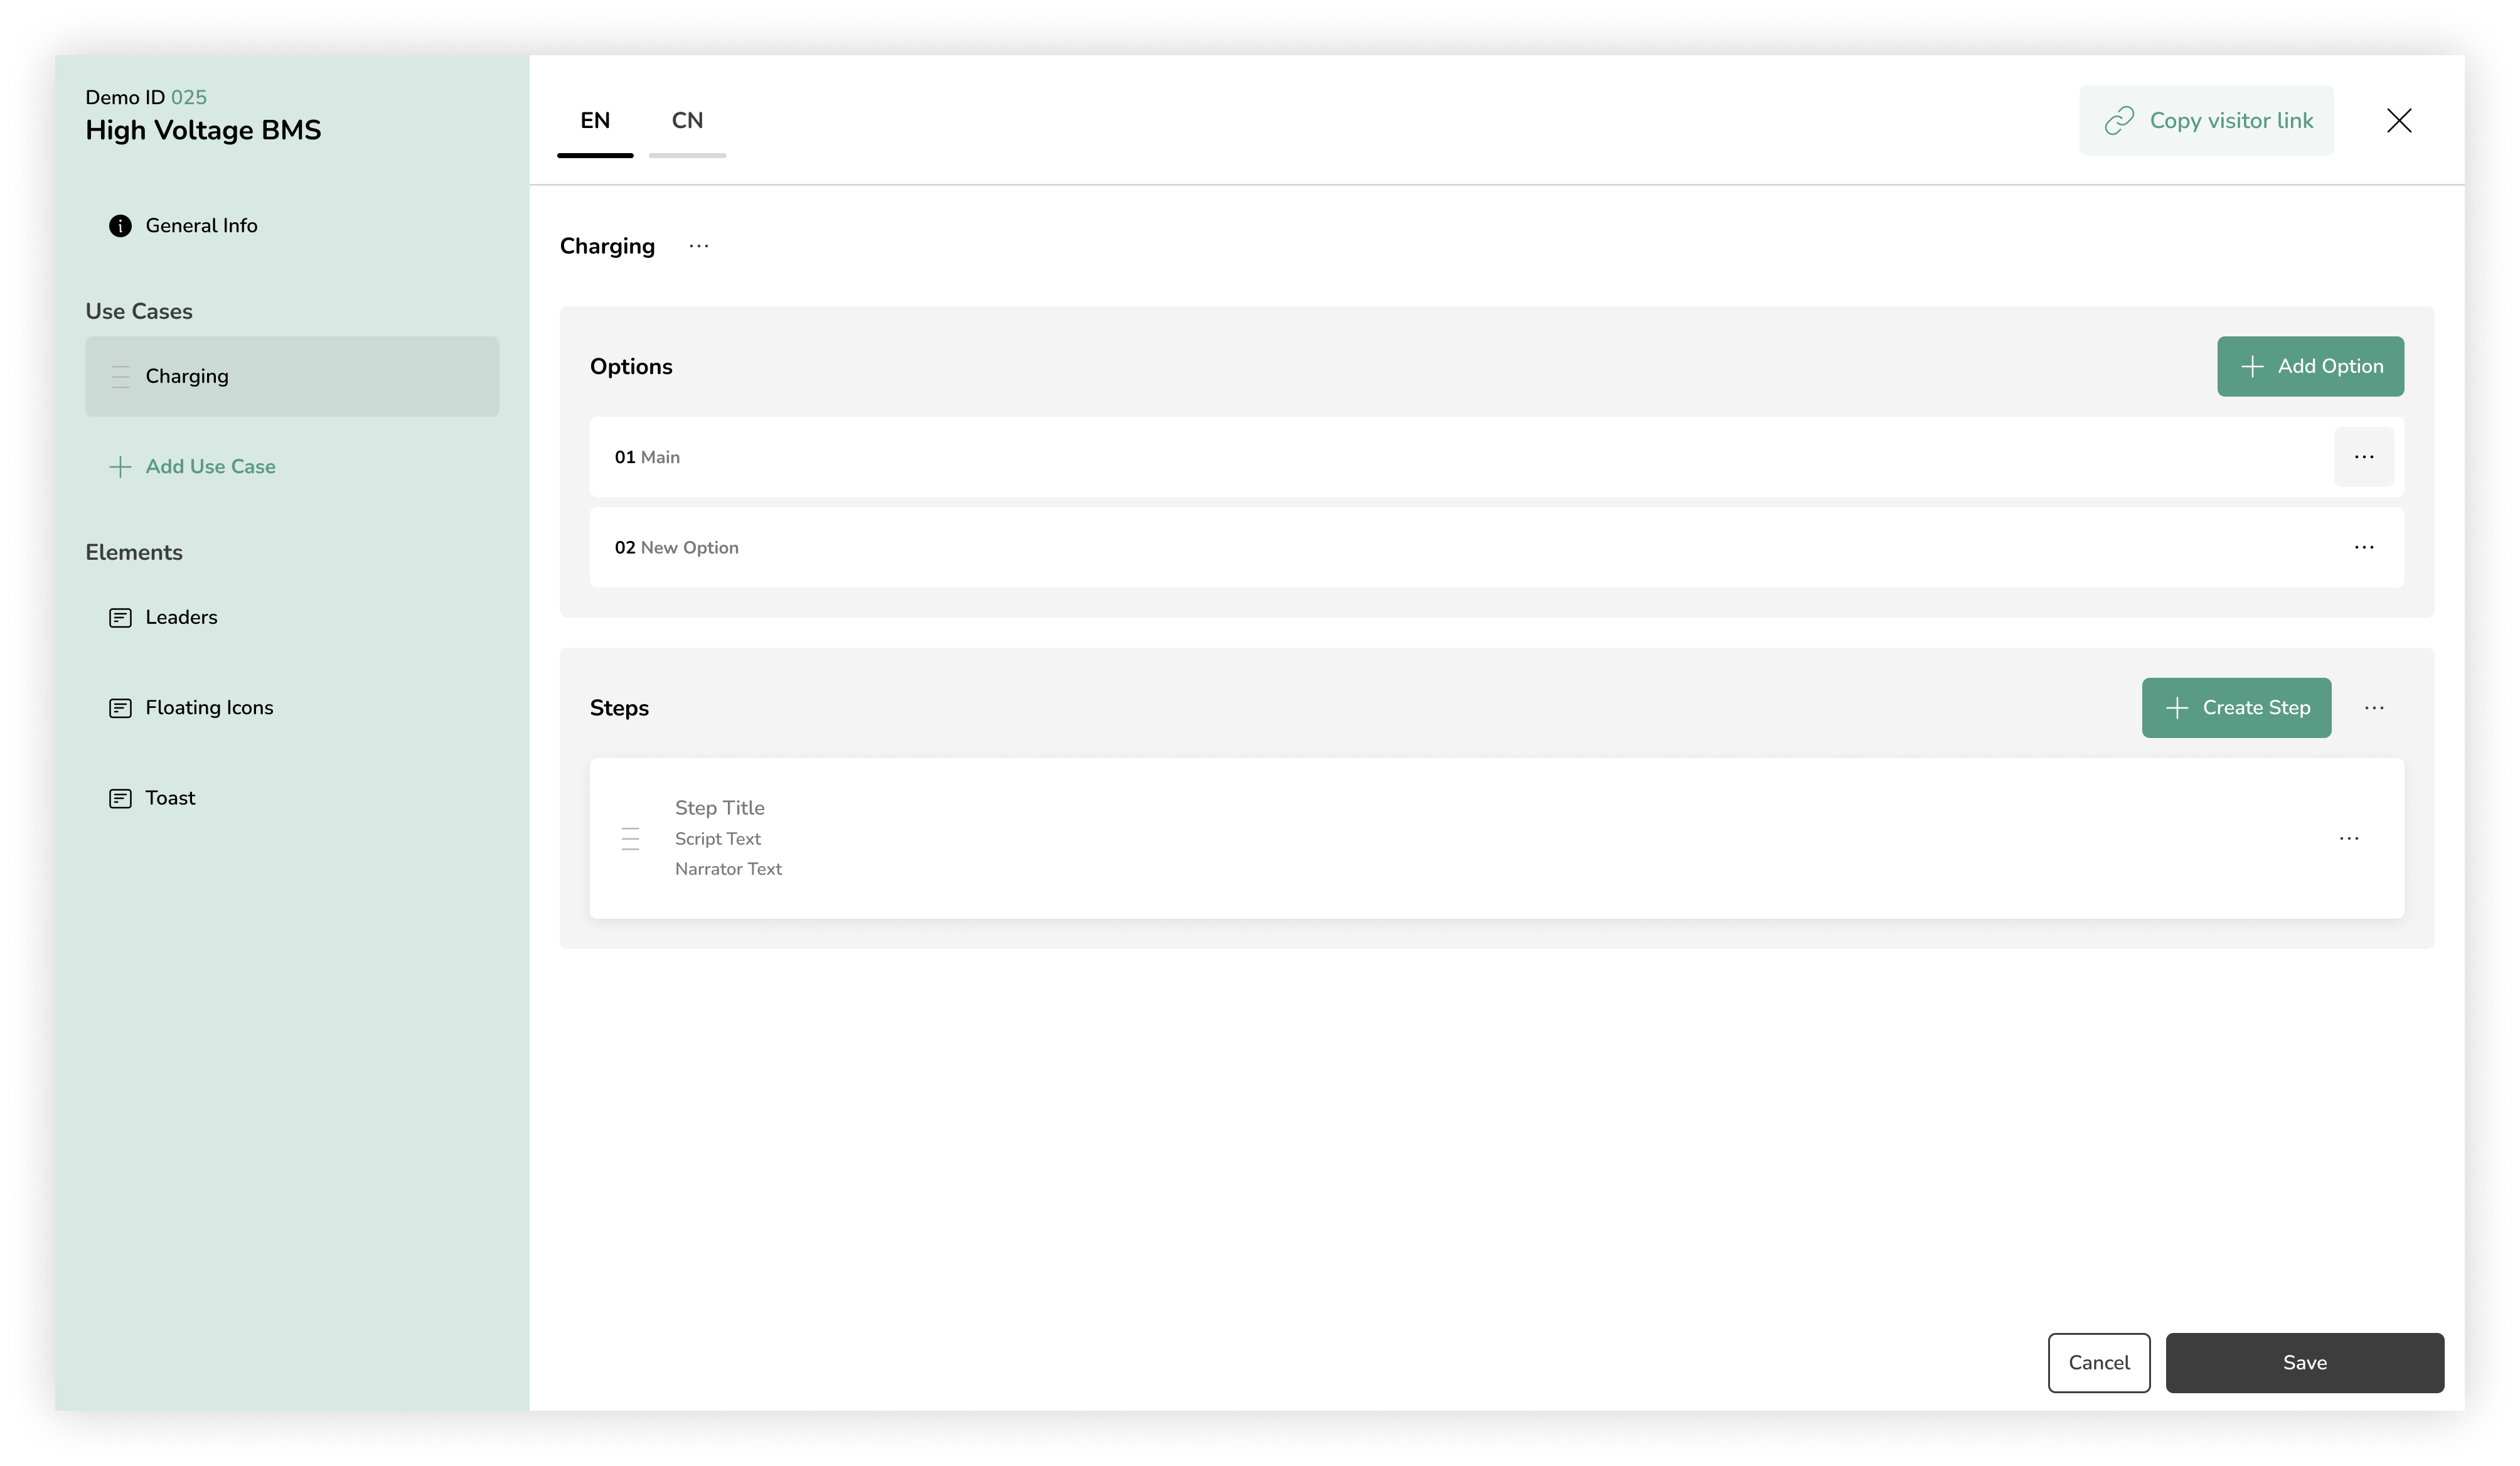 Demo ID 025
High Voltage BMS
General Info
Use Cases
Charging
Add Use Case
Elements
Leaders
Floating Icons
Toast
EN
CN
Copy visitor link
Charging
Options
Add Option
01 Main
02 New Option
Steps
Create Step
Step Title
Script Text
Narrator Text
Cancel
Save